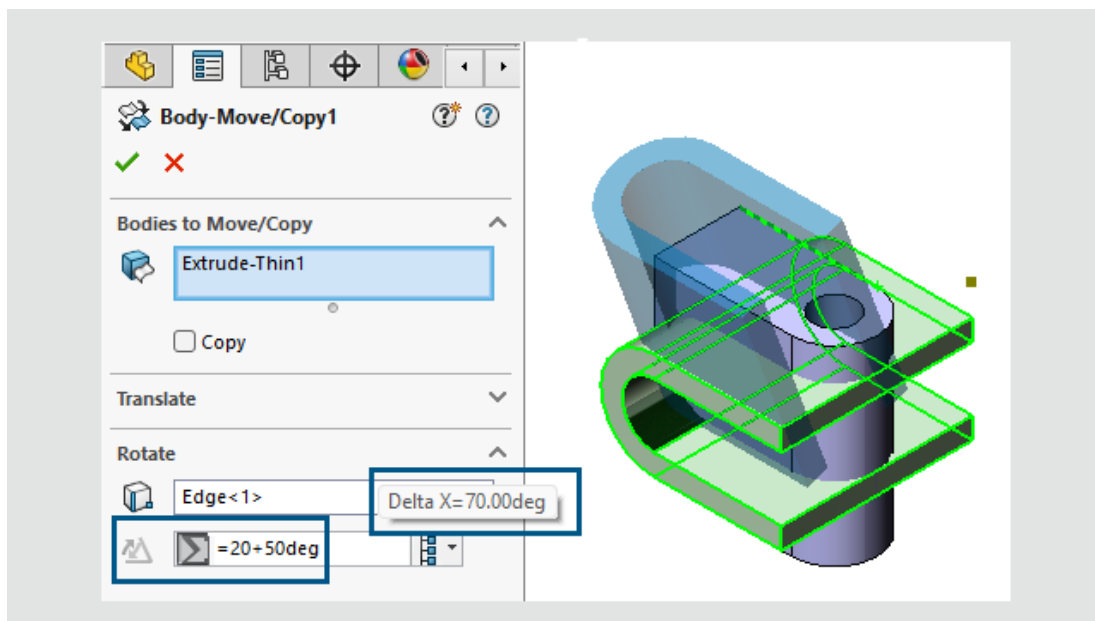 Body-Move/Copy1
Bodies to Move/Copy
Extrude-Thin1
Copy
Translate
Rotate
Edge<1>
Delta X=70.00deg
=20+50deg